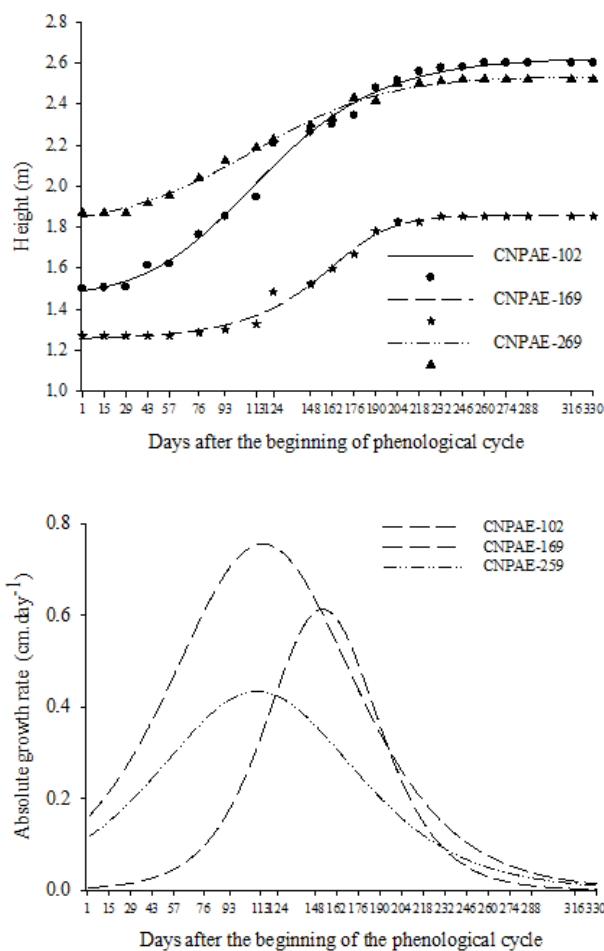 2.8
2.6
2.4
2.2
2.0
1.8
1.6
1.4
1.2
1.0
Height (m)
CNPAE-102
CNPAE-169
CNPAE-269
1 15 29 43 57 76 93 113 124 148 162 176 190 204 218 232 246 260 274 288 316 330
Days after the beginning of phenological cycle
0.8
0.6
0.4
0.2
0.0
Absolute growth rate (cm.day-1)
CNPAE-102
CNPAE-169
CNPAE-259
1 15 29 43 57 76 93 113 124 148 162 176 190 204 218 232 246 260 274 288 316 330
Days after the beginning of the phenological cycle